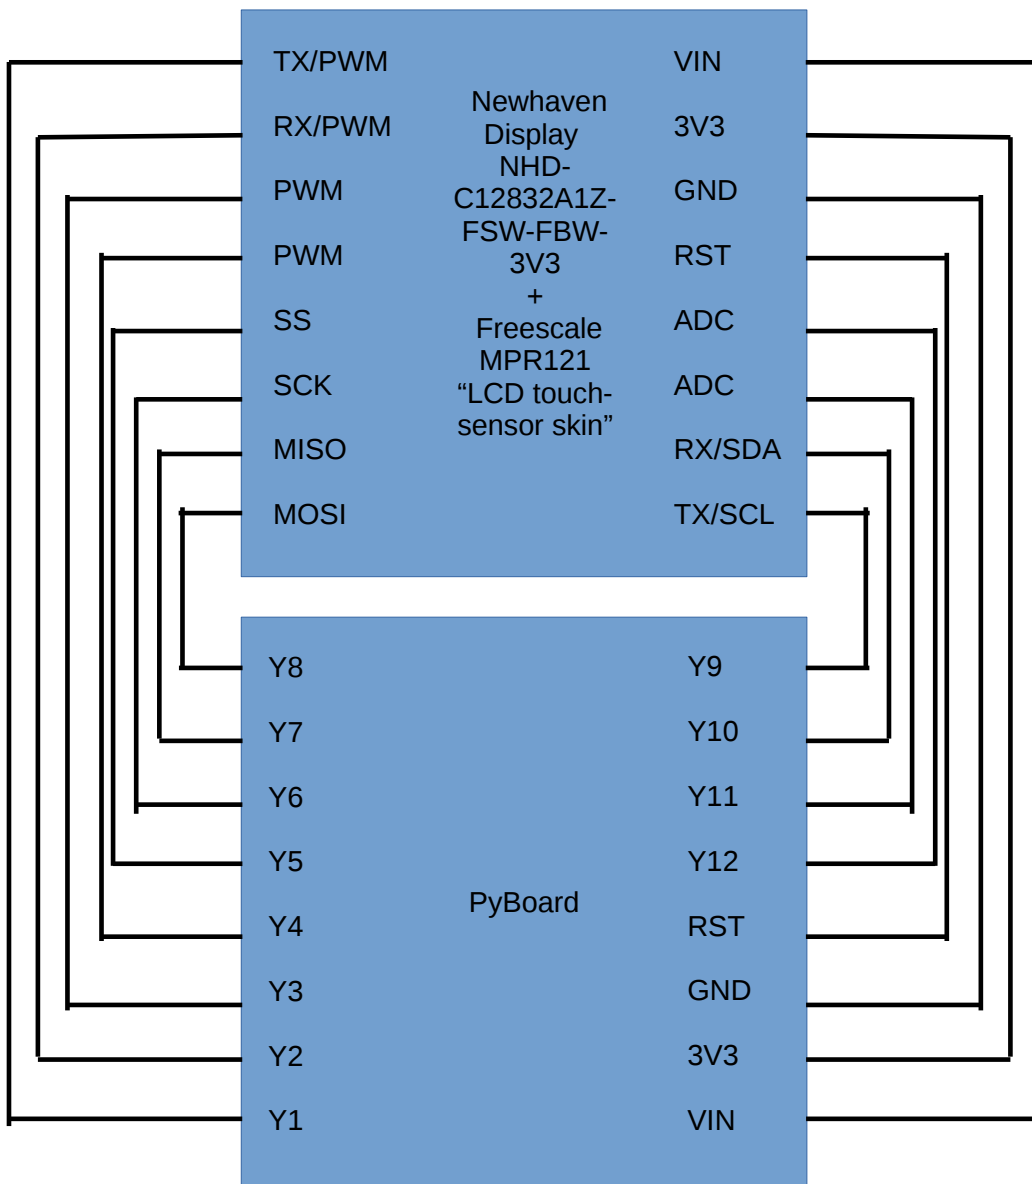 TX/PWM
RX/PWM
PWM
PWM
SS
SCK
MISO
MOSI
Newhaven
Display
NHD-
C12832A1Z-
FSW-FBW-
3V3
+
Freescale
MPR121
“LCD touch-
sensor skin”
VIN
3V3
GND
RST
ADC
ADC
RX/SDA
TX/SCL
Y8
Y7
Y6
Y5
Y4
Y3
Y2
Y1
PyBoard
Y9
Y10
Y11
Y12
RST
GND
3V3
VIN